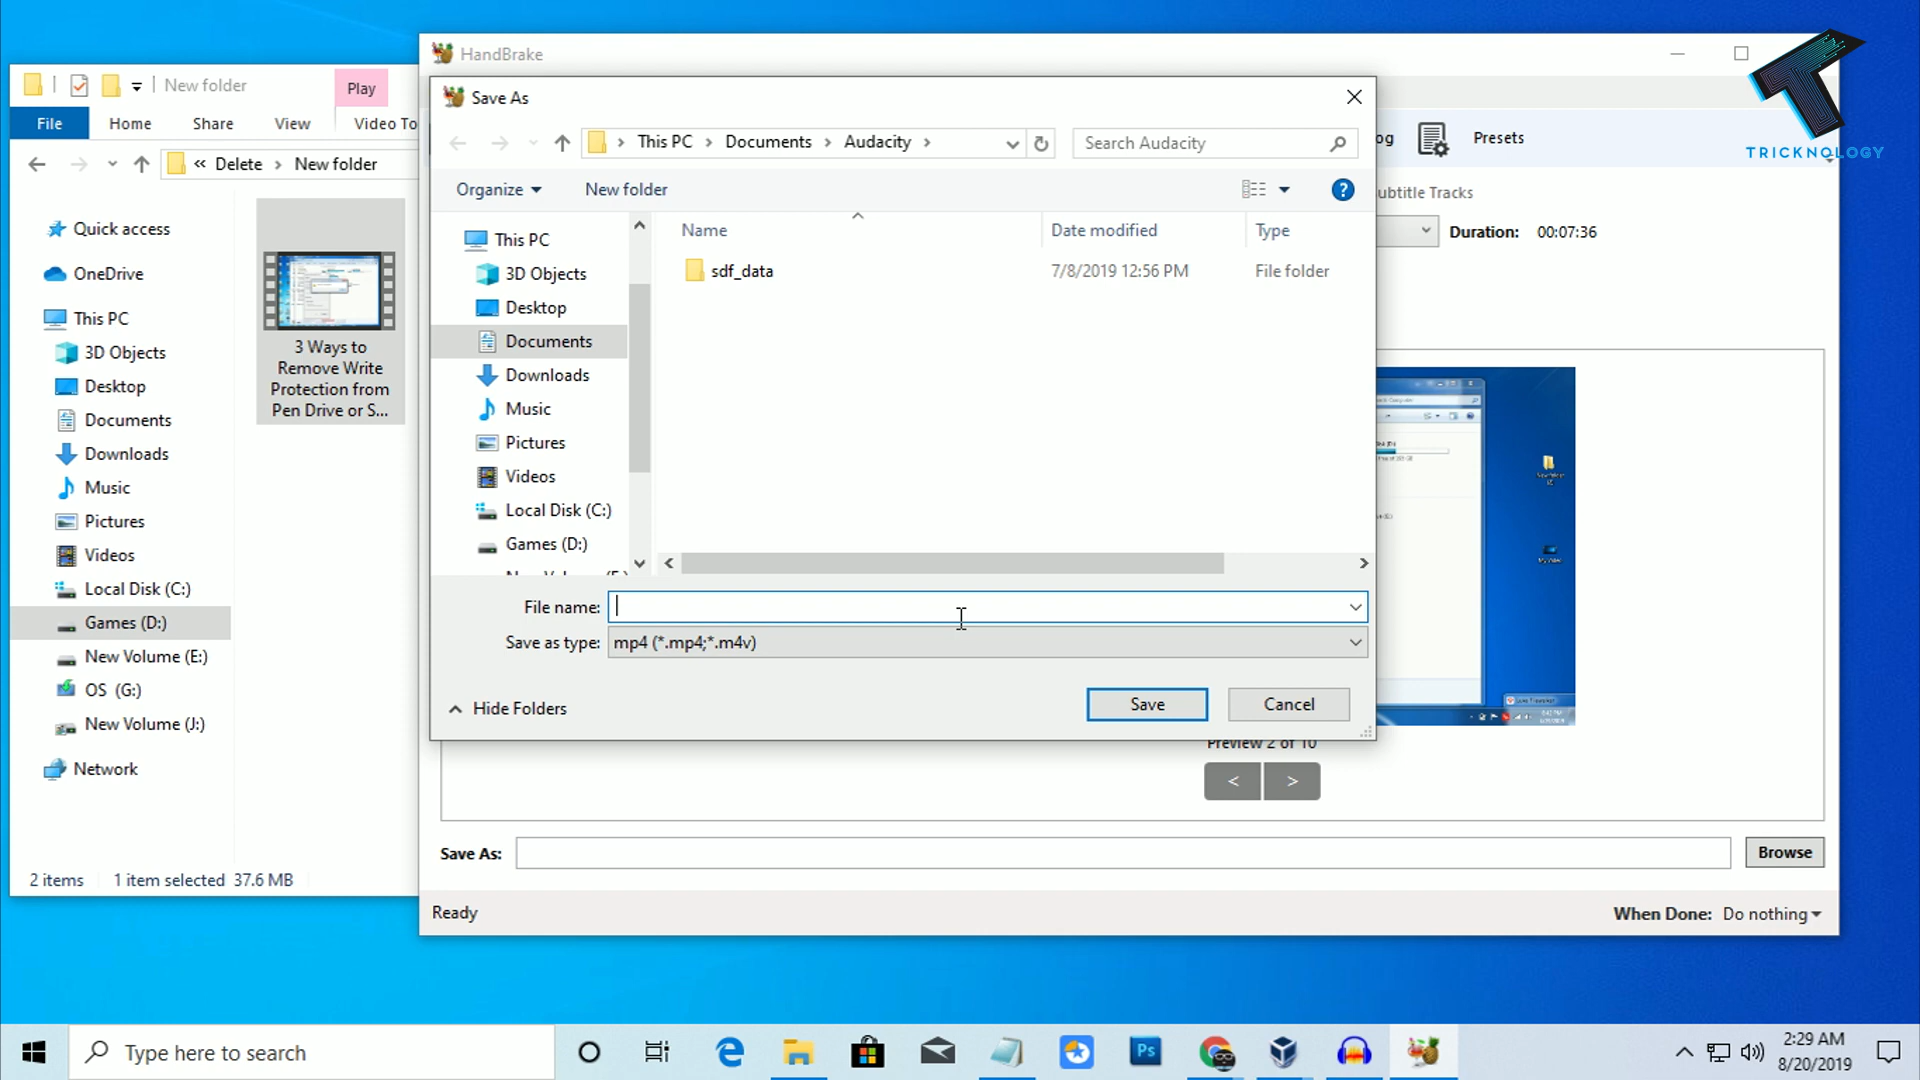 New folder
Play
File
Home
Share
View
Video To
« Delete › New folder
Quick access
OneDrive
This PC
3D Objects
Desktop
Documents
Downloads
Music
Pictures
Videos
Local Disk (C:)
Games (D:)
New Volume (E:)
OS (G:)
New Volume (J:)
Network
3 Ways to
Remove Write
Protection from
Pen Drive or S...
2 items 1 item selected 37.6 MB
HandBrake
TRICKNOLOGY
og
Presets
ubtitle Tracks
Duration: 00:07:36
Save As
› This PC › Documents › Audacity ›
Search Audacity
Organize
New folder
?
This PC
3D Objects
Desktop
Documents
Downloads
Music
Pictures
Videos
Local Disk (C:)
Games (D:)
Name Date modified Type
sdf_data 7/8/2019 12:56 PM File folder
File name:
Save as type: mp4 (*.mp4;*.m4v)
Hide Folders
Save
Cancel
Preview 2 of 10
< >
Save As:
Browse
Ready
When Done: Do nothing
Type here to search
Ps
2:29 AM
8/20/2019